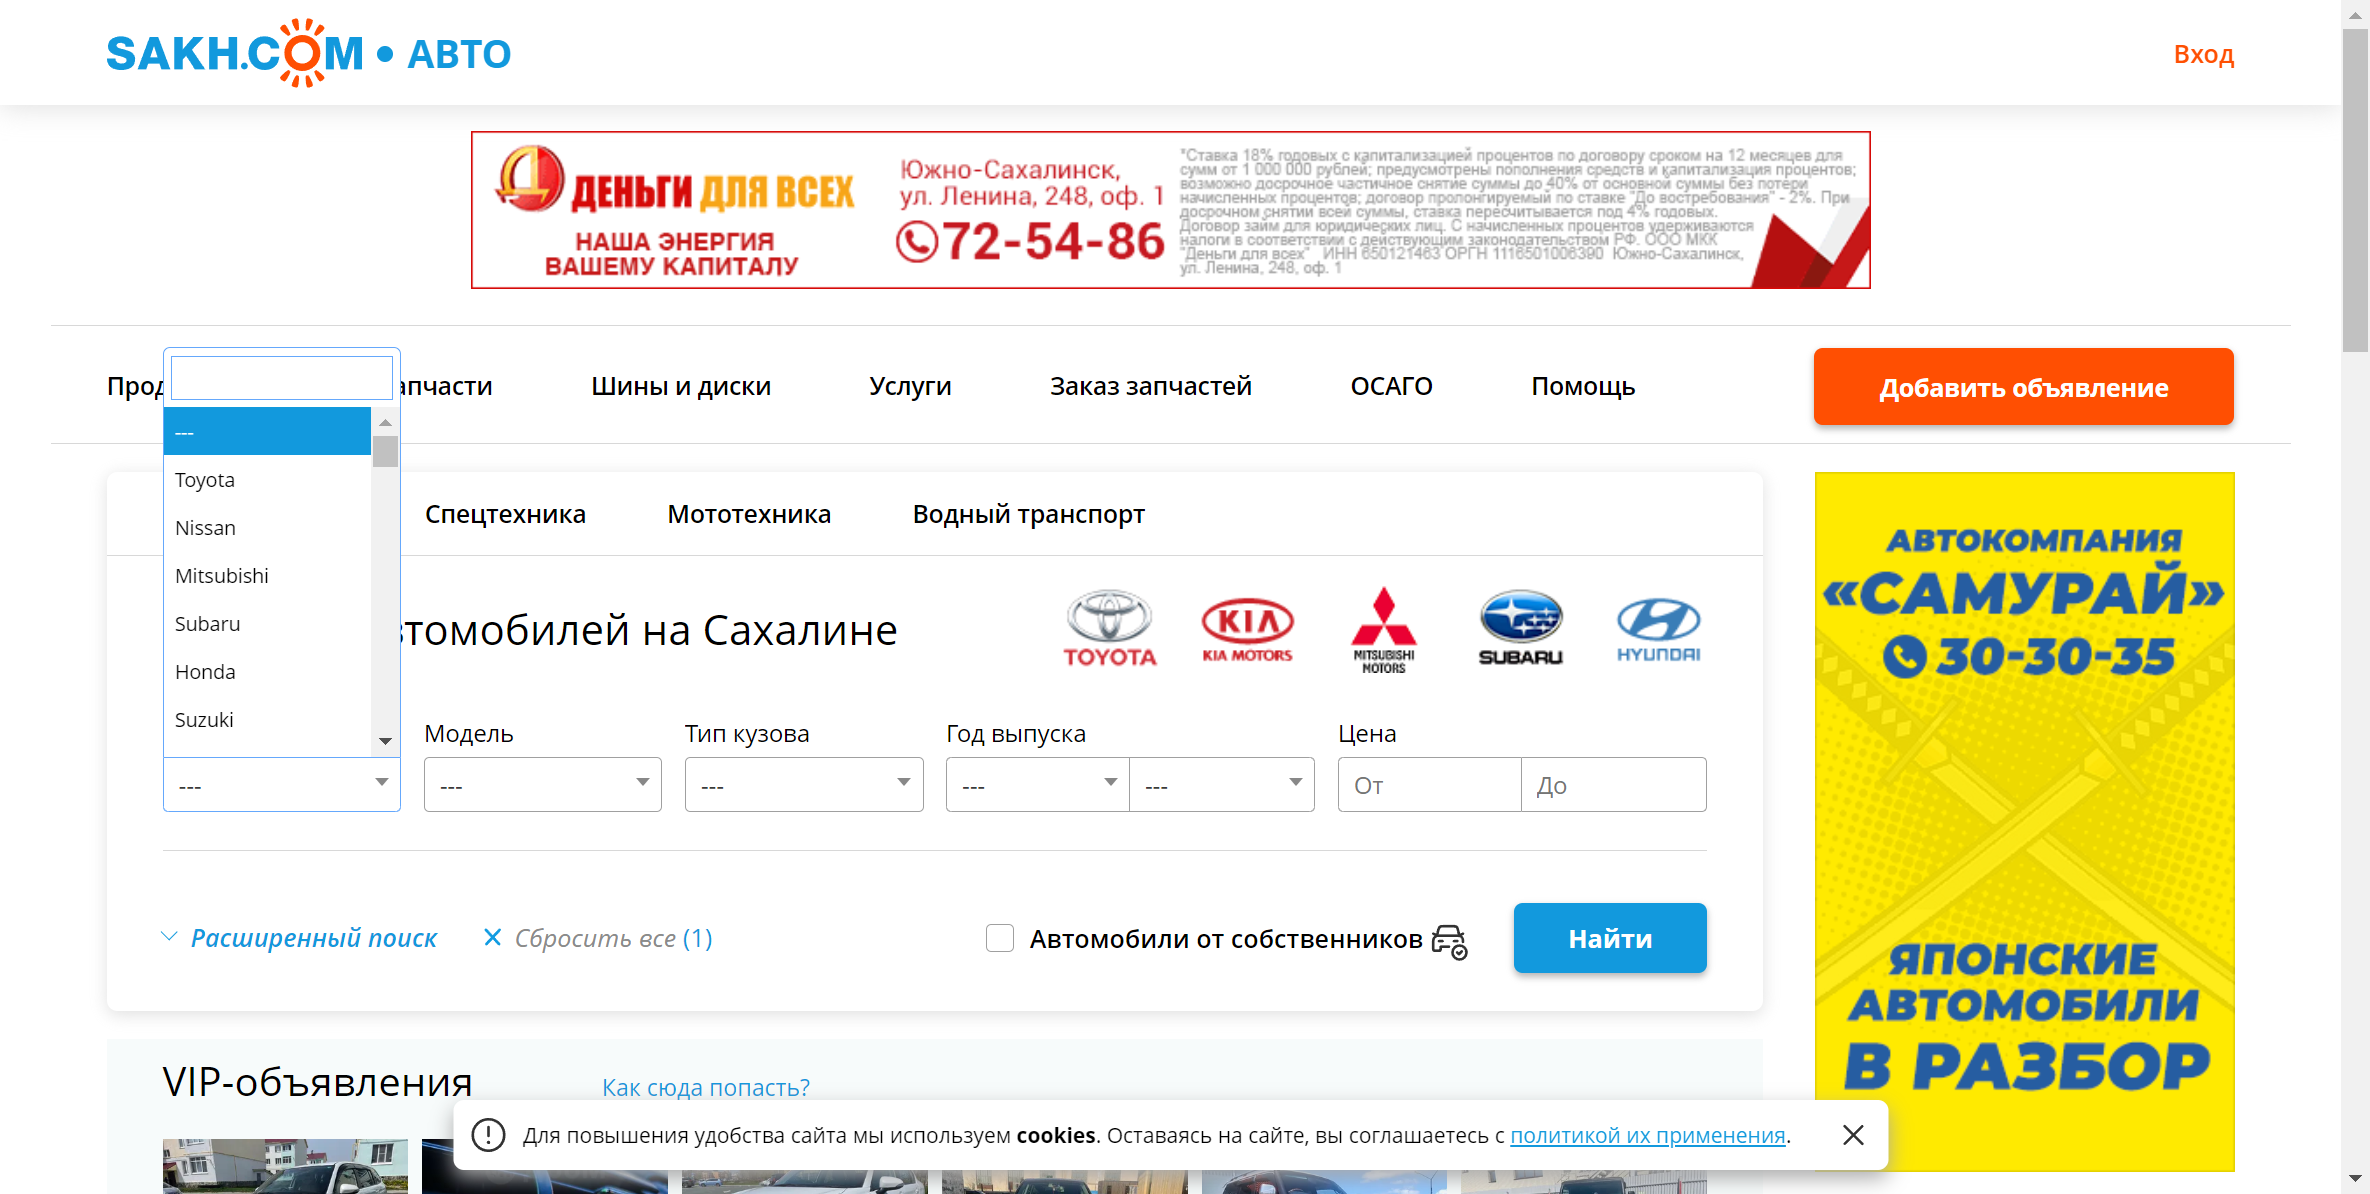 SAKH.COM • АВТО
Вход
ДЕНЬГИ ДЛЯ ВСЕХ
НАША ЭНЕРГИЯ
ВАШЕМУ КАПИТАЛУ
Южно-Сахалинск,
ул. Ленина, 248, оф. 1
72-54-86
*Ставка 18% годовых с капитализацией процентов по договору сроком на 12 месяцев для
сумм от 1 000 000 рублей; предусмотрены пополнения средств и капитализация процентов;
возможно досрочное частичное снятие суммы до 40% от основной суммы без потери
начисленных процентов; договор пролонгируемый по ставке "До востребования" - 2%. При
досрочном снятии всей суммы, ставка пересчитывается под 4% годовых.
Договор займ для юридических лиц. С начисленных процентов удерживаются
налоги в соответствии с действующим законодательством РФ. ООО МКК
"Деньги для всех" ИНН 650121463 ОРГН 1116501006390 Южно-Сахалинск,
ул. Ленина, 248, оф. 1
Прод
апчасти
Шины и диски
Услуги
Заказ запчастей
ОСАГО
Помощь
Добавить объявление
---
Toyota
Nissan
Mitsubishi
Subaru
Honda
Suzuki
---
Спецтехника
Мототехника
Водный транспорт
втомобилей на Сахалине
TOYOTA
KIA
KIA MOTORS
MITSUBISHI
MOTORS
SUBARU
HYUNDAI
Модель
---
Тип кузова
---
Год выпуска
---
---
Цена
От
До
Расширенный поиск
Сбросить все (1)
Автомобили от собственников
Найти
АВТОКОМПАНИЯ
«САМУРАЙ»
30-30-35
ЯПОНСКИЕ
АВТОМОБИЛИ
В РАЗБОР
VIP-объявления
Как сюда попасть?
Для повышения удобства сайта мы используем cookies. Оставаясь на сайте, вы соглашаетесь с политикой их применения.